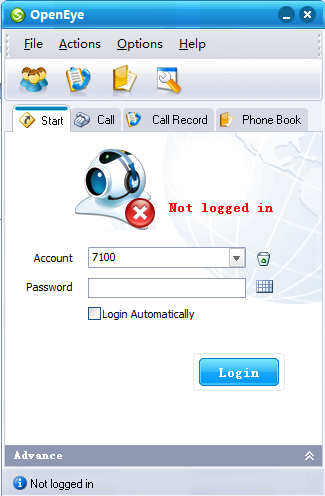 OpenEye
File Actions Options Help
Start Call Call Record Phone Book
Not logged in
Account 7100
Password
Login Automatically
Login
Advance
Not logged in